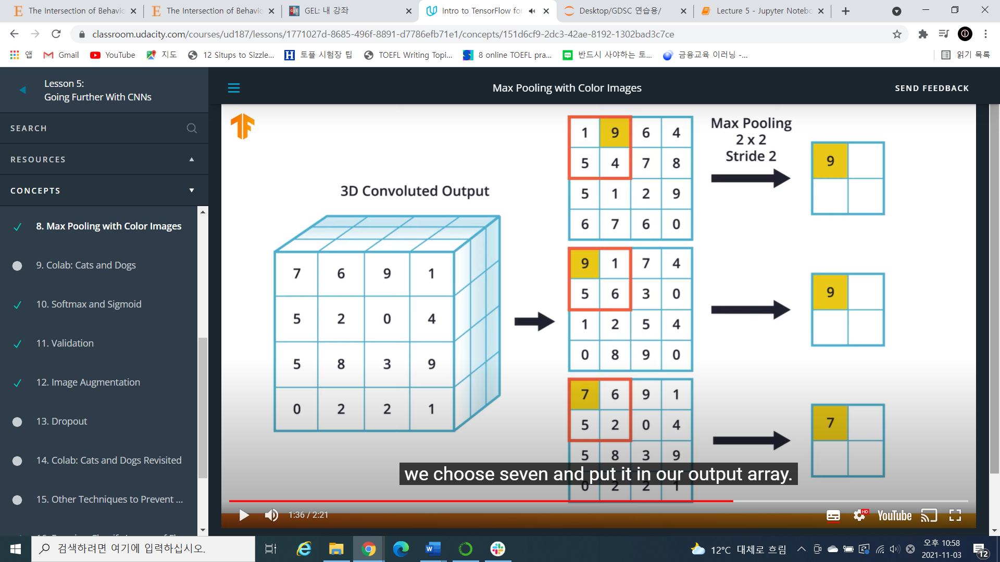 The Intersection of Behavio
The Intersection of Behavio
GEL: 내 강좌
Intro to TensorFlow for
Desktop/GDSC 연습용/
Lecture 5 - Jupyter Notebo
classroom.udacity.com/courses/ud187/lessons/1771027d-8685-496f-8891-d7786efb71e1/concepts/151d6cf9-2dc3-42ae-8192-1302bad3c7ce
앱
Gmail
YouTube
지도
12 Situps to Sizzle...
토플 시험장 팁
TOEFL Writing Topi...
8 online TOEFL pra...
반드시 사야하는 토...
금융교육 이러닝 -...
읽기 목록
Lesson 5:
Going Further With CNNs
Max Pooling with Color Images
SEND FEEDBACK
SEARCH
RESOURCES
CONCEPTS
8. Max Pooling with Color Images
9. Colab: Cats and Dogs
10. Softmax and Sigmoid
11. Validation
12. Image Augmentation
13. Dropout
14. Colab: Cats and Dogs Revisited
15. Other Techniques to Prevent ...
3D Convoluted Output
7 6 9 1
5 2 0 4
5 8 3 9
0 2 2 1
1 9 6 4
5 4 7 8
5 1 2 9
6 7 6 0
9 1 7 4
5 6 3 0
1 2 5 4
0 8 9 0
7 6 9 1
5 2 0 4
5 8 3 9
0 2 2 1
Max Pooling
2 x 2
Stride 2
9
9
7
we choose seven and put it in our output array.
1:36 / 2:21
HD
YouTube
검색하려면 여기에 입력하십시오.
12°C 대체로 흐림
오후 10:58
2021-11-03
12